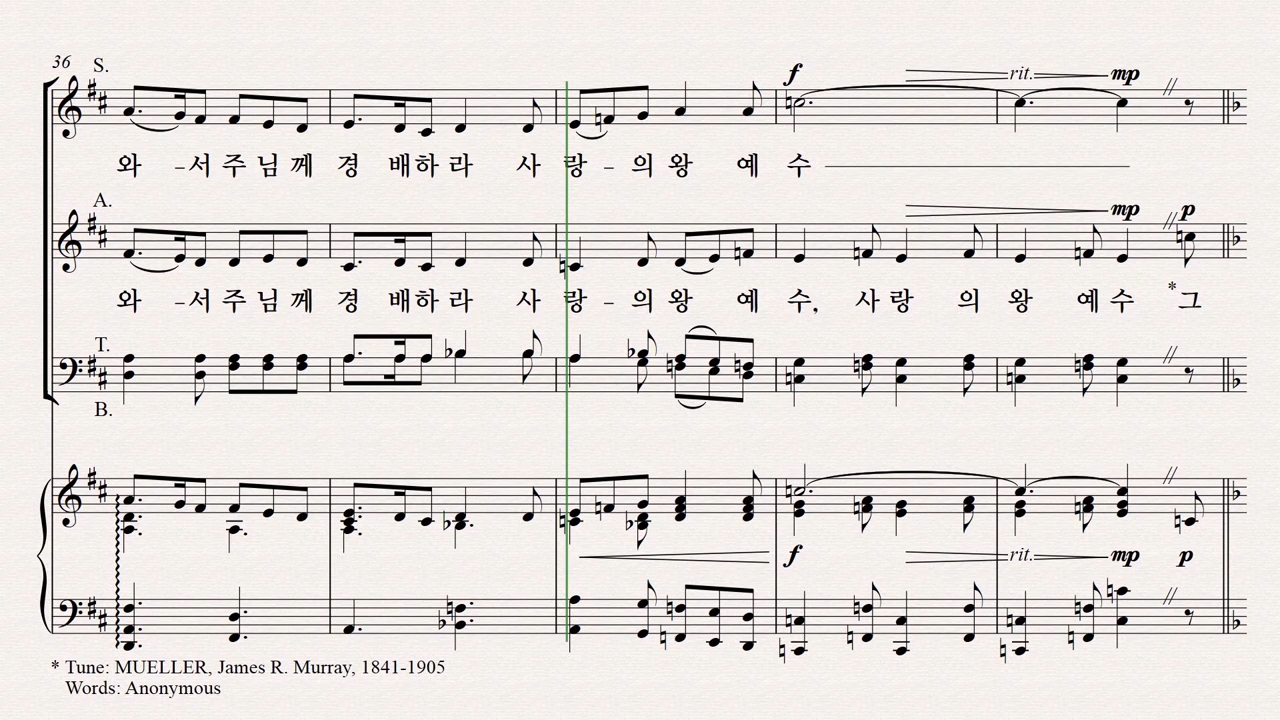 36
S.
f rit. mp
와 - 서 주 님 께 경 배 하 라 사 랑 - 의 왕 예 수
A.
mp p
와 - 서 주 님 께 경 배 하 라 사 랑 - 의 왕 예 수, 사 랑 의 왕 예 수 *그
T.
B.
f rit. mp p
* Tune: MUELLER, James R. Murray, 1841-1905
Words: Anonymous